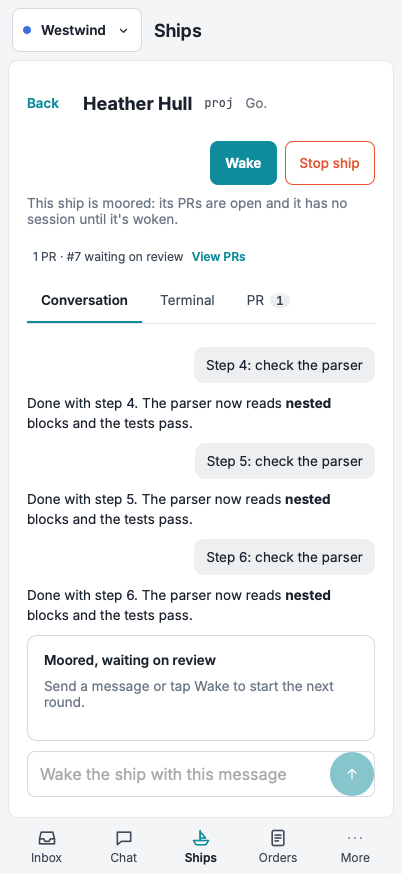 Westwind
Ships
Back
Heather Hull
proj
Go.
Wake
Stop ship
This ship is moored: its PRs are open and it has no
session until it's woken.
1 PR · #7 waiting on review
View PRs
Conversation
Terminal
PR 1
Step 4: check the parser
Done with step 4. The parser now reads nested
blocks and the tests pass.
Step 5: check the parser
Done with step 5. The parser now reads nested
blocks and the tests pass.
Step 6: check the parser
Done with step 6. The parser now reads nested
blocks and the tests pass.
Moored, waiting on review
Send a message or tap Wake to start the next
round.
Wake the ship with this message
Inbox
Chat
Ships
Orders
More